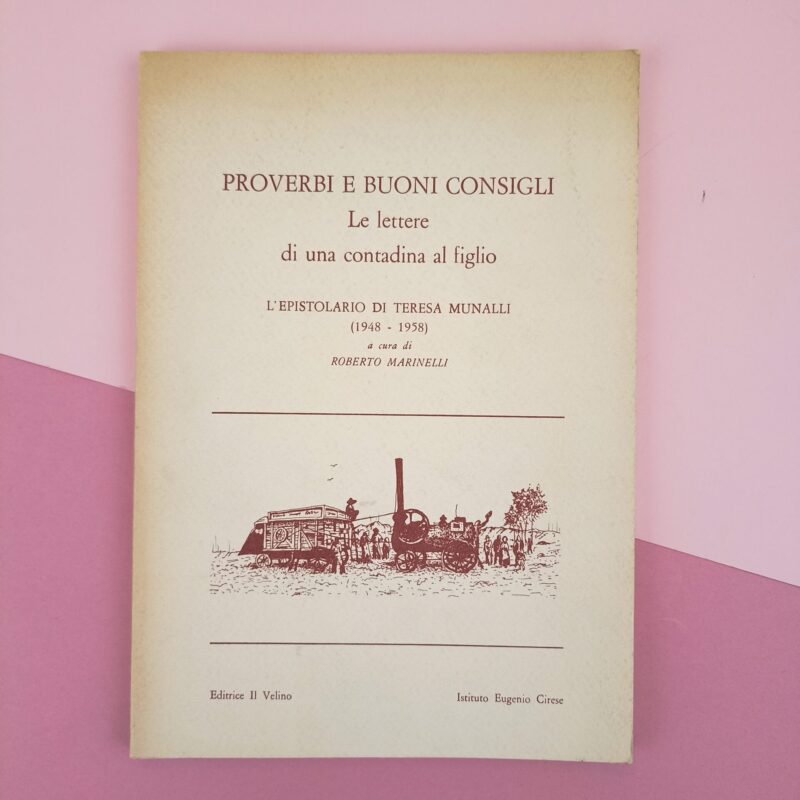 PROVERBI E BUONI CONSIGLI
Le lettere
di una contadina al figlio
L'EPISTOLARIO DI TERESA MUNALLI
(1948 - 1958)
a cura di
ROBERTO MARINELLI
Editrice Il Velino
Istituto Eugenio Cirese